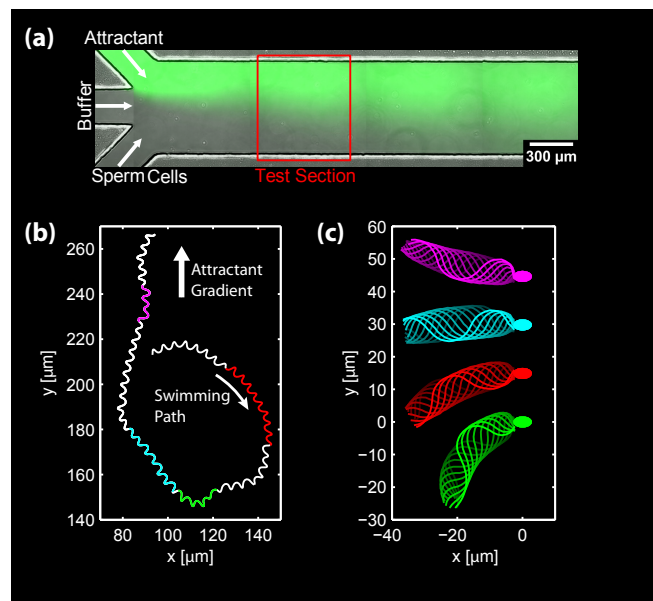 (a)
Attractant
Buffer
Sperm Cells
Test Section
300 µm
(b)
260
240
220
200
180
160
140
y [µm]
Attractant
Gradient
Swimming
Path
80
100
120
140
x [µm]
(c)
60
50
40
30
20
10
0
−10
−20
−30
y [µm]
−40
−20
0
x [µm]